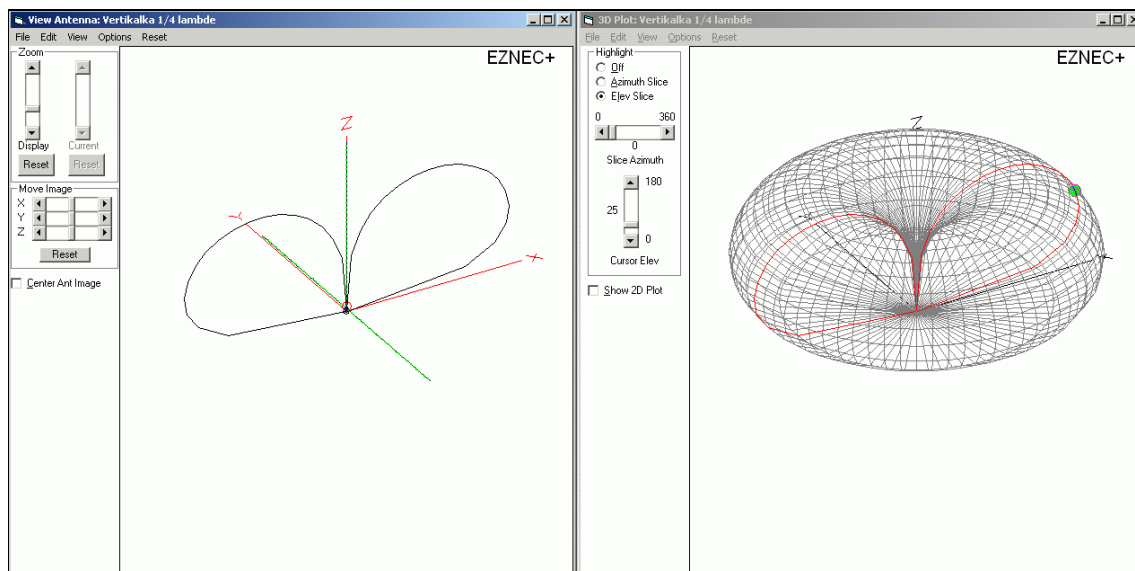 View Antenna: Vertikalka 1/4 lambde
File Edit View Options Reset
Zoom
Display Current
Reset Reset
Move Image
X
Y
Z
Reset
Center Ant Image
EZNEC+
Z
Y
X
3D Plot: Vertikalka 1/4 lambde
File Edit View Options Reset
Highlight
Off
Azimuth Slice
Elev Slice
0 360
0
Slice Azimuth
180
25
0
Cursor Elev
Show 2D Plot
EZNEC+
Z